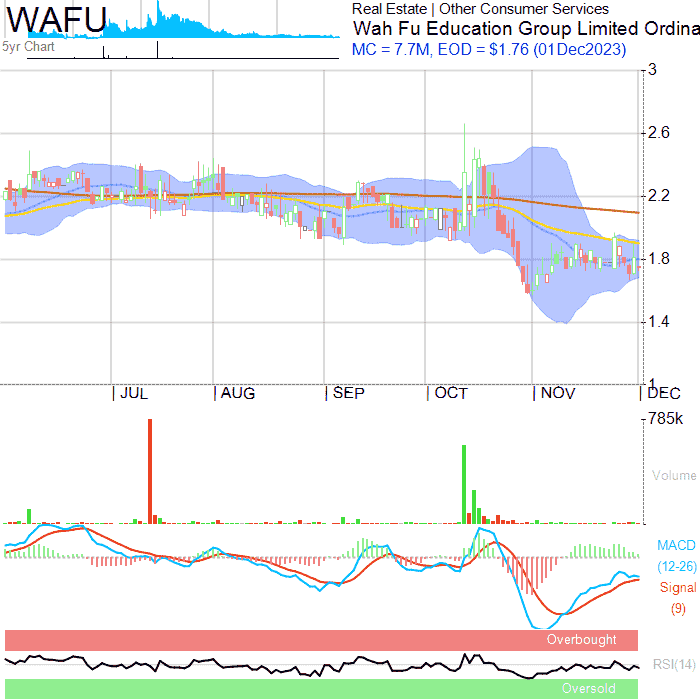 WAFU
5yr Chart
Real Estate | Other Consumer Services
Wah Fu Education Group Limited Ordina
MC = 7.7M, EOD = $1.76 (01Dec2023)
3
2.6
2.2
1.8
1.4
1
JUL
AUG
SEP
OCT
NOV
DEC
785k
Volume
MACD
(12-26)
Signal
(9)
Overbought
RSI(14)
Oversold